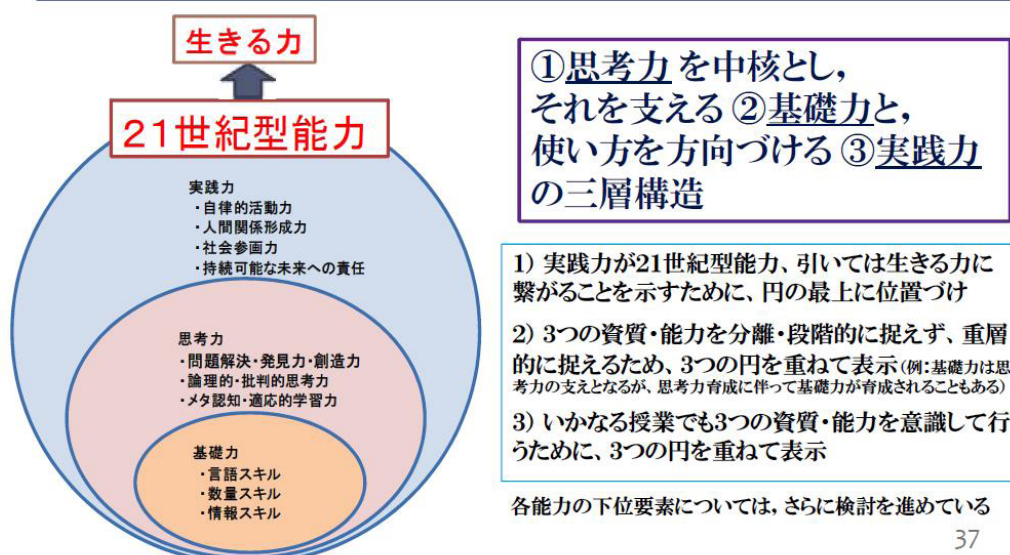 生きる力
21世紀型能力
実践力
・自律的活動力
・人間関係形成力
・社会参画力
・持続可能な未来への責任
思考力
・問題解決・発見力・創造力
・論理的・批判的思考力
・メタ認知・適応的学習力
基礎力
・言語スキル
・数量スキル
・情報スキル
①思考力を中核とし，
それを支える②基礎力と，
使い方を方向づける③実践力
の三層構造
1）実践力が21世紀型能力、引いては生きる力に
繋がることを示すために、円の最上に位置づけ
2）3つの資質・能力を分離・段階的に捉えず、重層
的に捉えるため、3つの円を重ねて表示(例:基礎力は思
考力の支えとなるが、思考力育成に伴って基礎力が育成されることもある)
3）いかなる授業でも3つの資質・能力を意識して行
うために、3つの円を重ねて表示
各能力の下位要素については，さらに検討を進めている
37